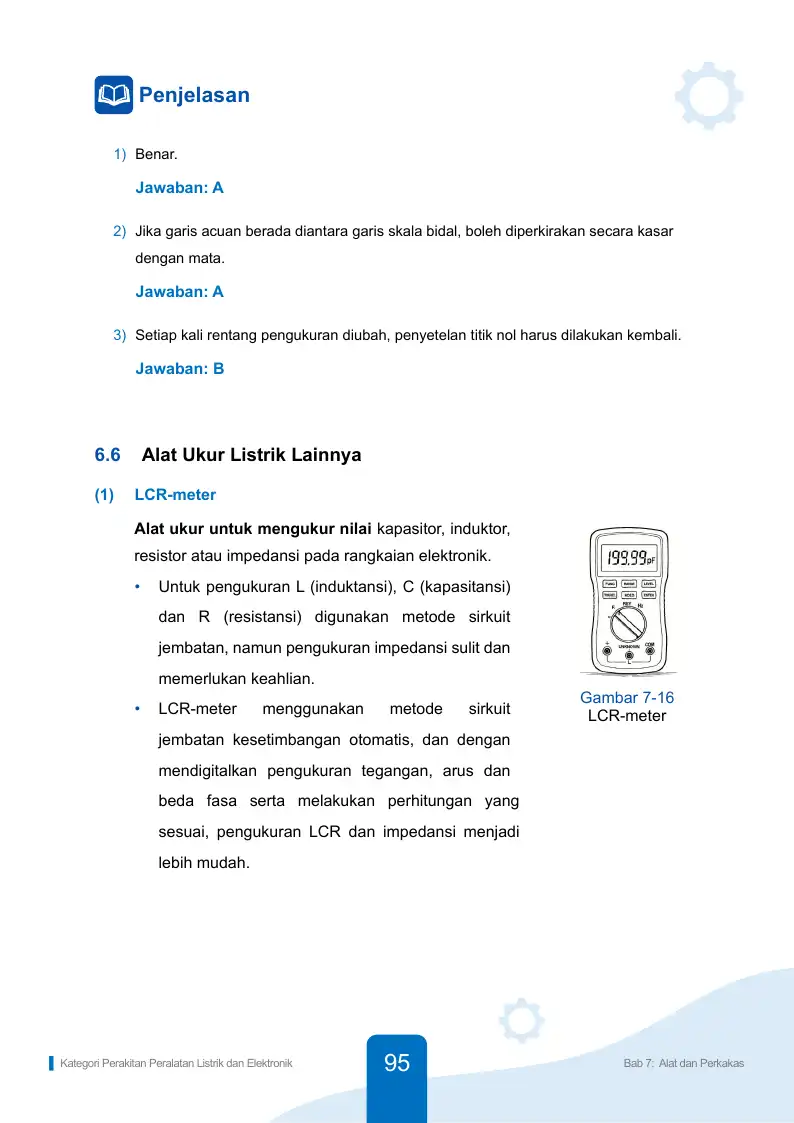 Penjelasan
1) Benar.
Jawaban: A
2) Jika garis acuan berada diantara garis skala bidal, boleh diperkirakan secara kasar
dengan mata.
Jawaban: A
3) Setiap kali rentang pengukuran diubah, penyetelan titik nol harus dilakukan kembali.
Jawaban: B
6.6 Alat Ukur Listrik Lainnya
(1) LCR-meter
Alat ukur untuk mengukur nilai kapasitor, induktor,
resistor atau impedansi pada rangkaian elektronik.
• Untuk pengukuran L (induktansi), C (kapasitansi)
dan R (resistansi) digunakan metode sirkuit
jembatan, namun pengukuran impedansi sulit dan
memerlukan keahlian.
• LCR-meter menggunakan metode sirkuit
jembatan kesetimbangan otomatis, dan dengan
mendigitalkan pengukuran tegangan, arus dan
beda fasa serta melakukan perhitungan yang
sesuai, pengukuran LCR dan impedansi menjadi
lebih mudah.
199.99pF
RANGE LEVEL
ENTER
UNKNOWN
COM
L
Gambar 7-16
LCR-meter
Kategori Perakitan Peralatan Listrik dan Elektronik
95
Bab 7: Alat dan Perkakas